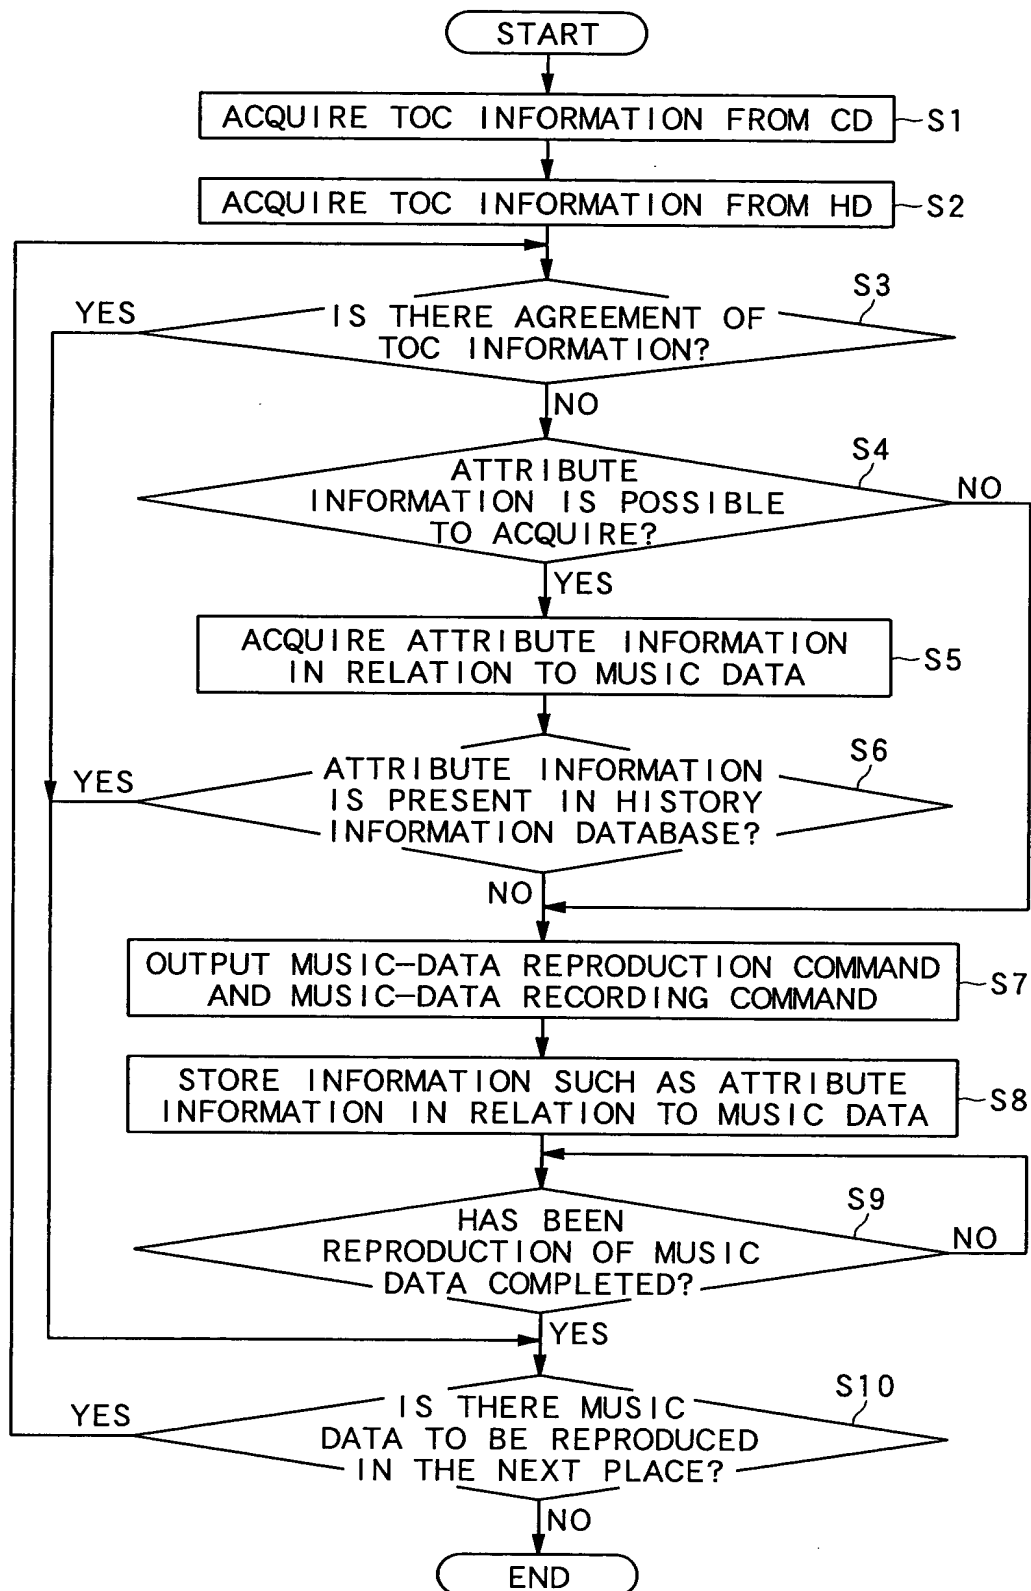 START
ACQUIRE TOC INFORMATION FROM CD
S1
ACQUIRE TOC INFORMATION FROM HD
S2
S3
YES
IS THERE AGREEMENT OF
TOC INFORMATION?
NO
S4
ATTRIBUTE
INFORMATION IS POSSIBLE
TO ACQUIRE?
NO
YES
ACQUIRE ATTRIBUTE INFORMATION
IN RELATION TO MUSIC DATA
S5
S6
YES
ATTRIBUTE INFORMATION
IS PRESENT IN HISTORY
INFORMATION DATABASE?
NO
OUTPUT MUSIC-DATA REPRODUCTION COMMAND
AND MUSIC-DATA RECORDING COMMAND
S7
STORE INFORMATION SUCH AS ATTRIBUTE
INFORMATION IN RELATION TO MUSIC DATA
S8
S9
HAS BEEN
REPRODUCTION OF MUSIC
DATA COMPLETED?
NO
YES
S10
YES
IS THERE MUSIC
DATA TO BE REPRODUCED
IN THE NEXT PLACE?
NO
END